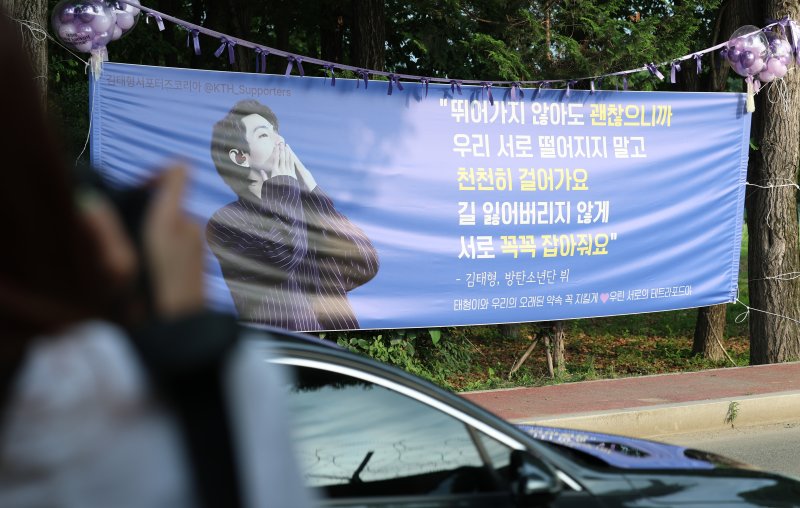 김태형서포터즈코리아 @KTH_Supporters
"뛰어가지 않아도 괜찮으니까
우리 서로 떨어지지 말고
천천히 걸어가요
길 잃어버리지 않게
서로 꼭꼭 잡아줘요"
- 김태형, 방탄소년단 뷔
태형이와 우리의 오래된 약속 꼭 지킬게 💜우린 서로의 테트라포드야